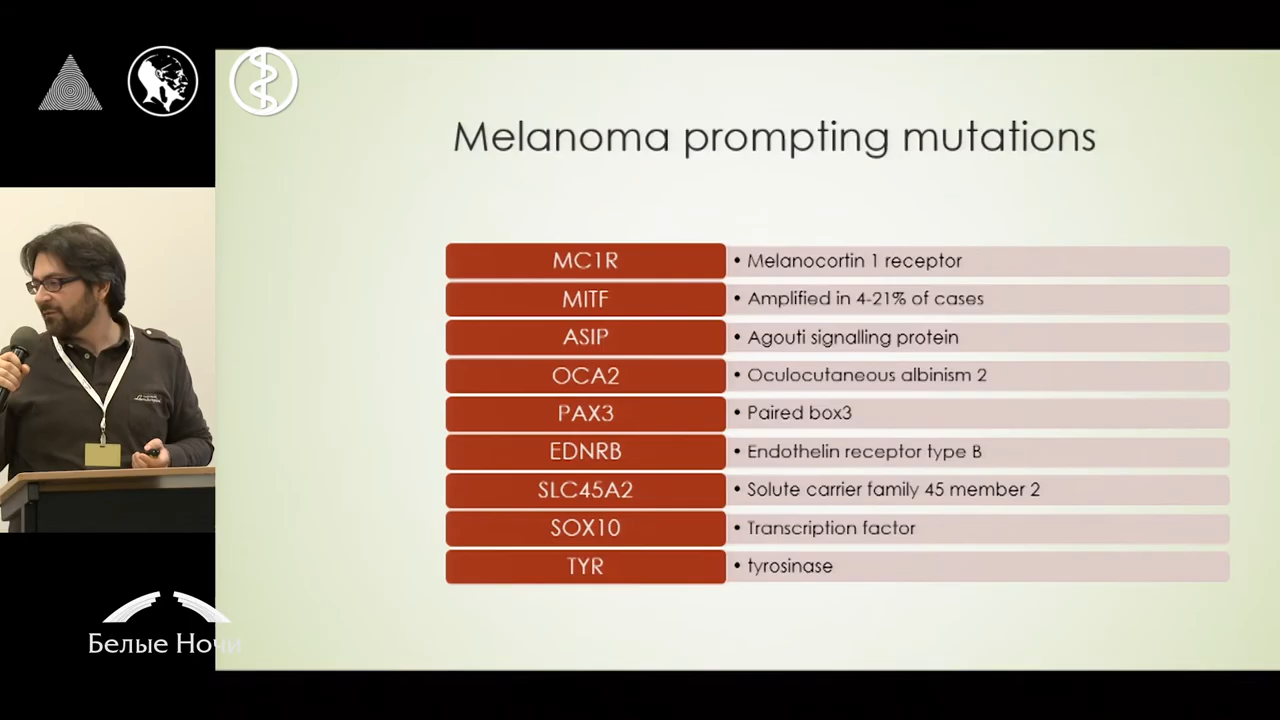 Melanoma prompting mutations
MC1R • Melanocortin 1 receptor
MITF • Amplified in 4-21% of cases
ASIP • Agouti signalling protein
OCA2 • Oculocutaneous albinism 2
PAX3 • Paired box3
EDNRB • Endothelin receptor type B
SLC45A2 • Solute carrier family 45 member 2
SOX10 • Transcription factor
TYR • tyrosinase
Белые Ночи